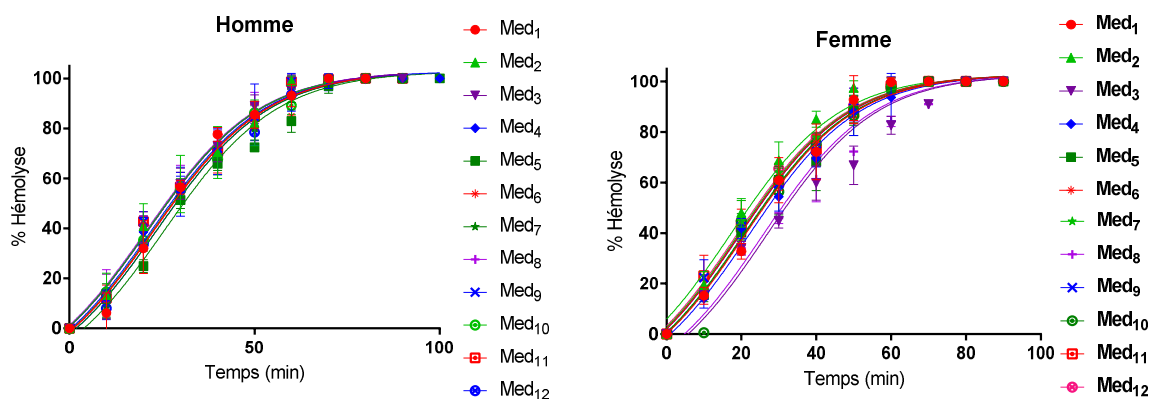 Homme
% Hémolyse
100
80
60
40
20
0
0 50 100
Temps (min)
Med1
Med2
Med3
Med4
Med5
Med6
Med7
Med8
Med9
Med10
Med11
Med12
Femme
% Hémolyse
100
80
60
40
20
0
0 20 40 60 80 100
Temps (min)
Med1
Med2
Med3
Med4
Med5
Med6
Med7
Med8
Med9
Med10
Med11
Med12